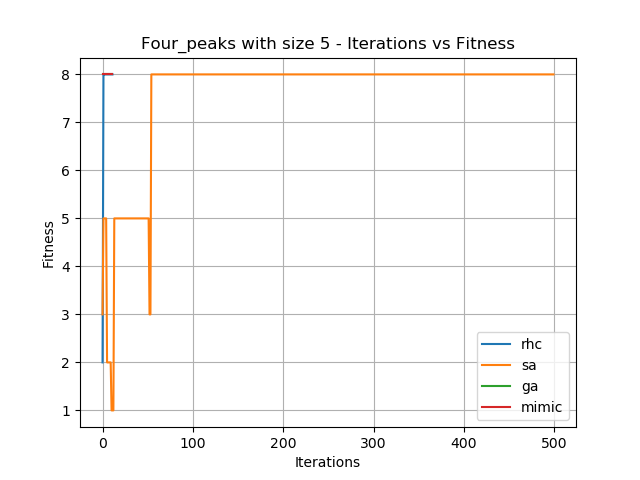 Four_peaks with size 5 - Iterations vs Fitness
8
7
6
5
4
3
2
1
Fitness
0 100 200 300 400 500
Iterations
rhc
sa
ga
mimic